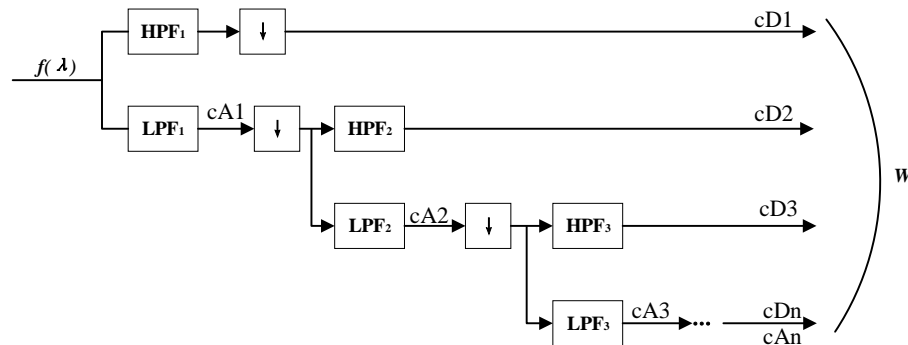 HPF₁ ↓ cD1
f(λ)
LPF₁ cA1 ↓ HPF₂ cD2
W
LPF₂ cA2 ↓ HPF₃ cD3
LPF₃ cA3 ... cDn
cAn